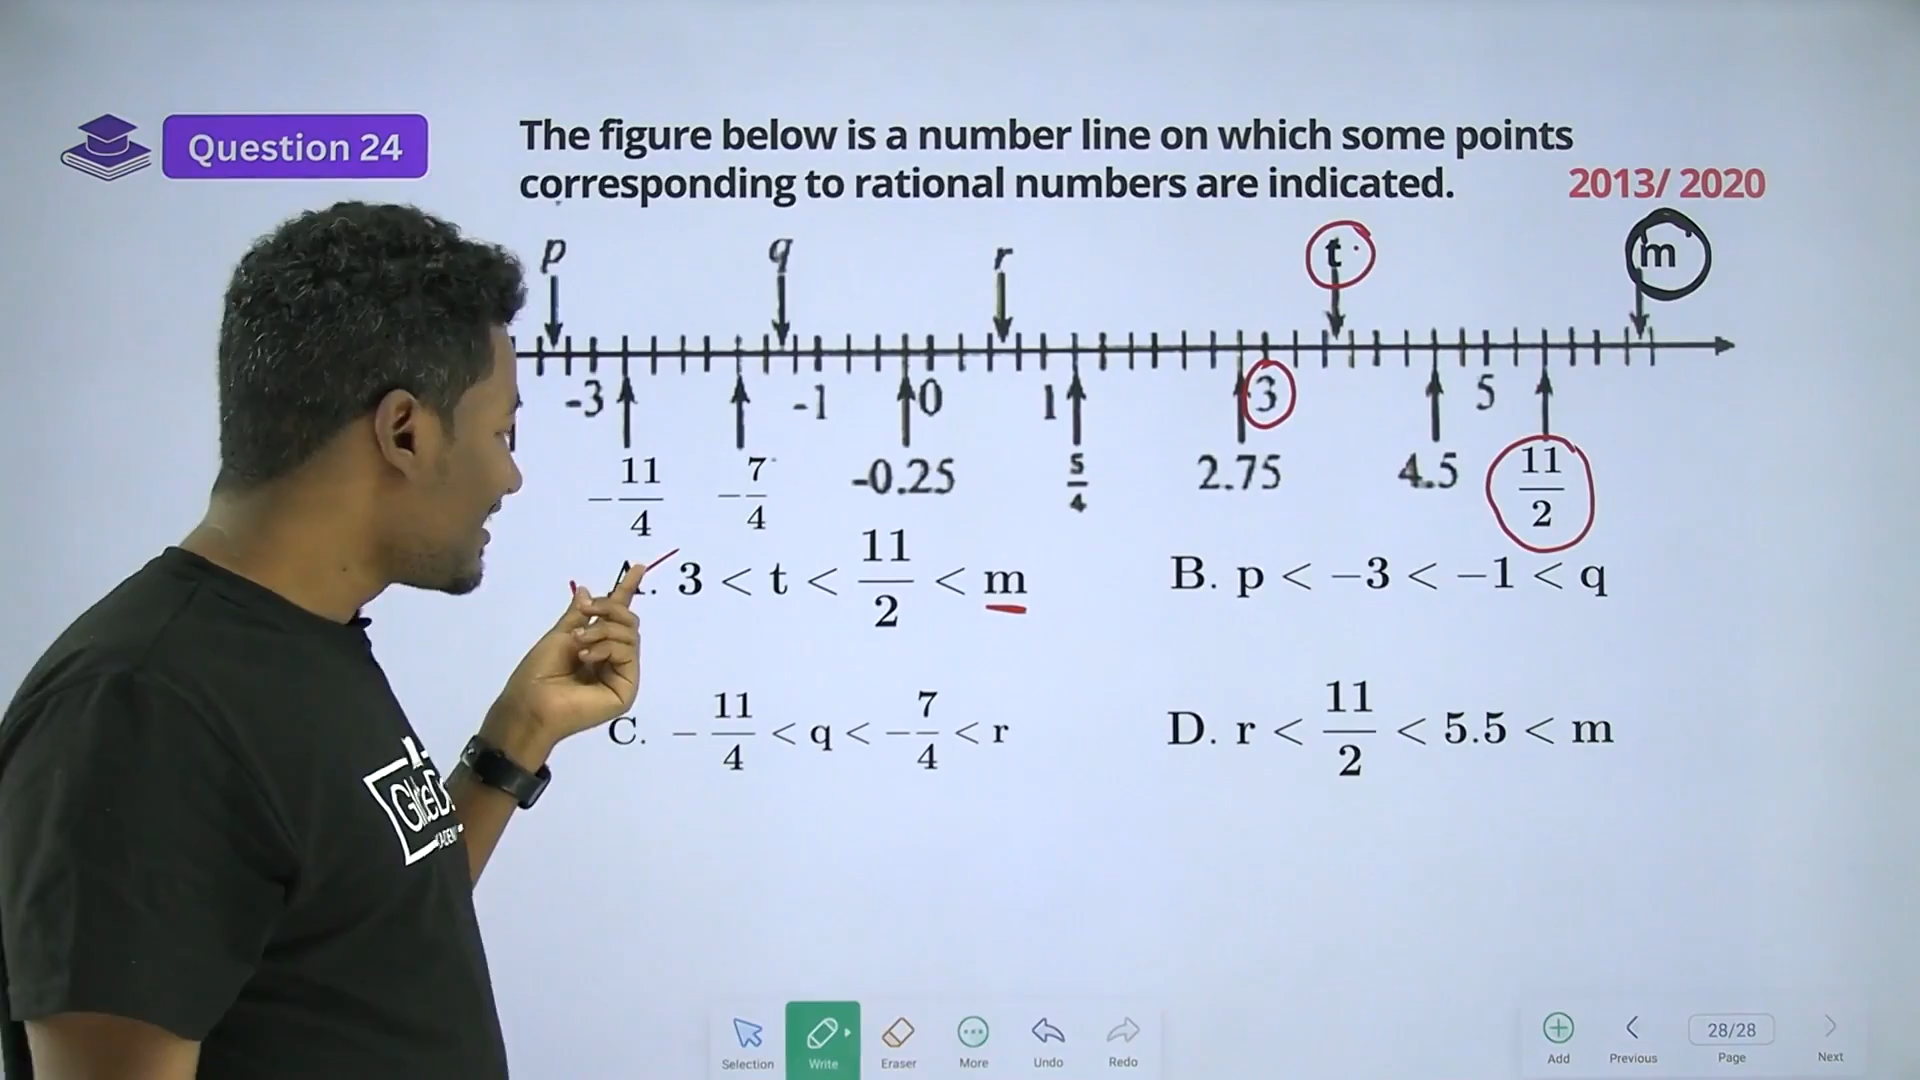 Question 24
The figure below is a number line on which some points
corresponding to rational numbers are indicated.
2013/ 2020
p q r t m
-3 -1 0 1 3 5
-11/4 -7/4 -0.25 5/4 2.75 4.5 11/2
A. 3 < t < 11/2 < m
B. p < −3 < −1 < q
C. -11/4 < q < -7/4 < r
D. r < 11/2 < 5.5 < m
Selection Write Eraser More Undo Redo
Add Previous 28/28 Page Next